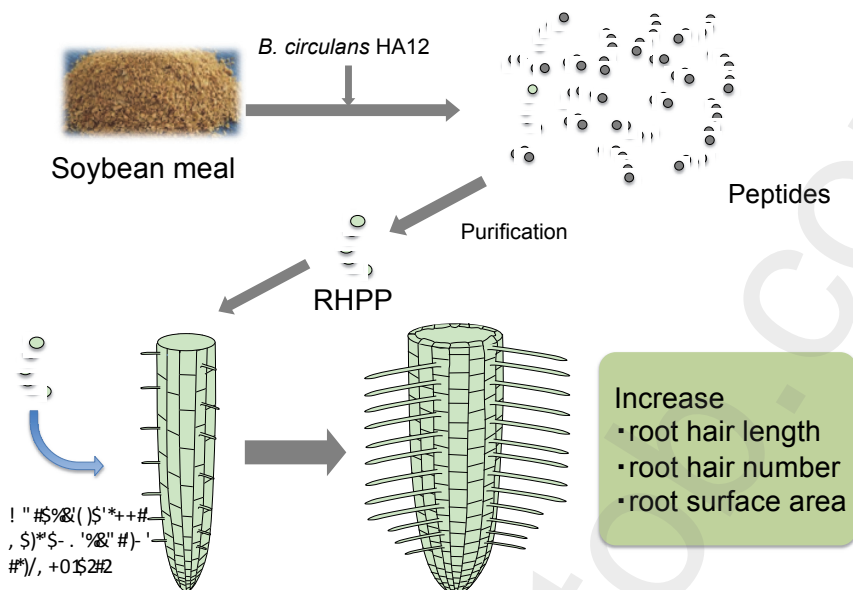 B. circulans HA12
Soybean meal
Peptides
Purification
RHPP
Increase
・root hair length
・root hair number
・root surface area